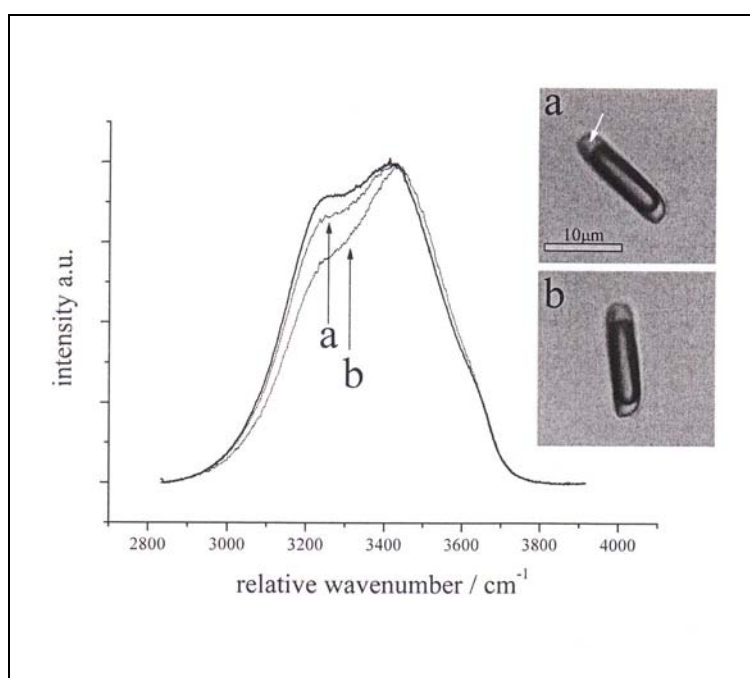 intensity a.u.
a
b
2800 3000 3200 3400 3600 3800 4000
relative wavenumber / cm⁻¹
a
10μm
b